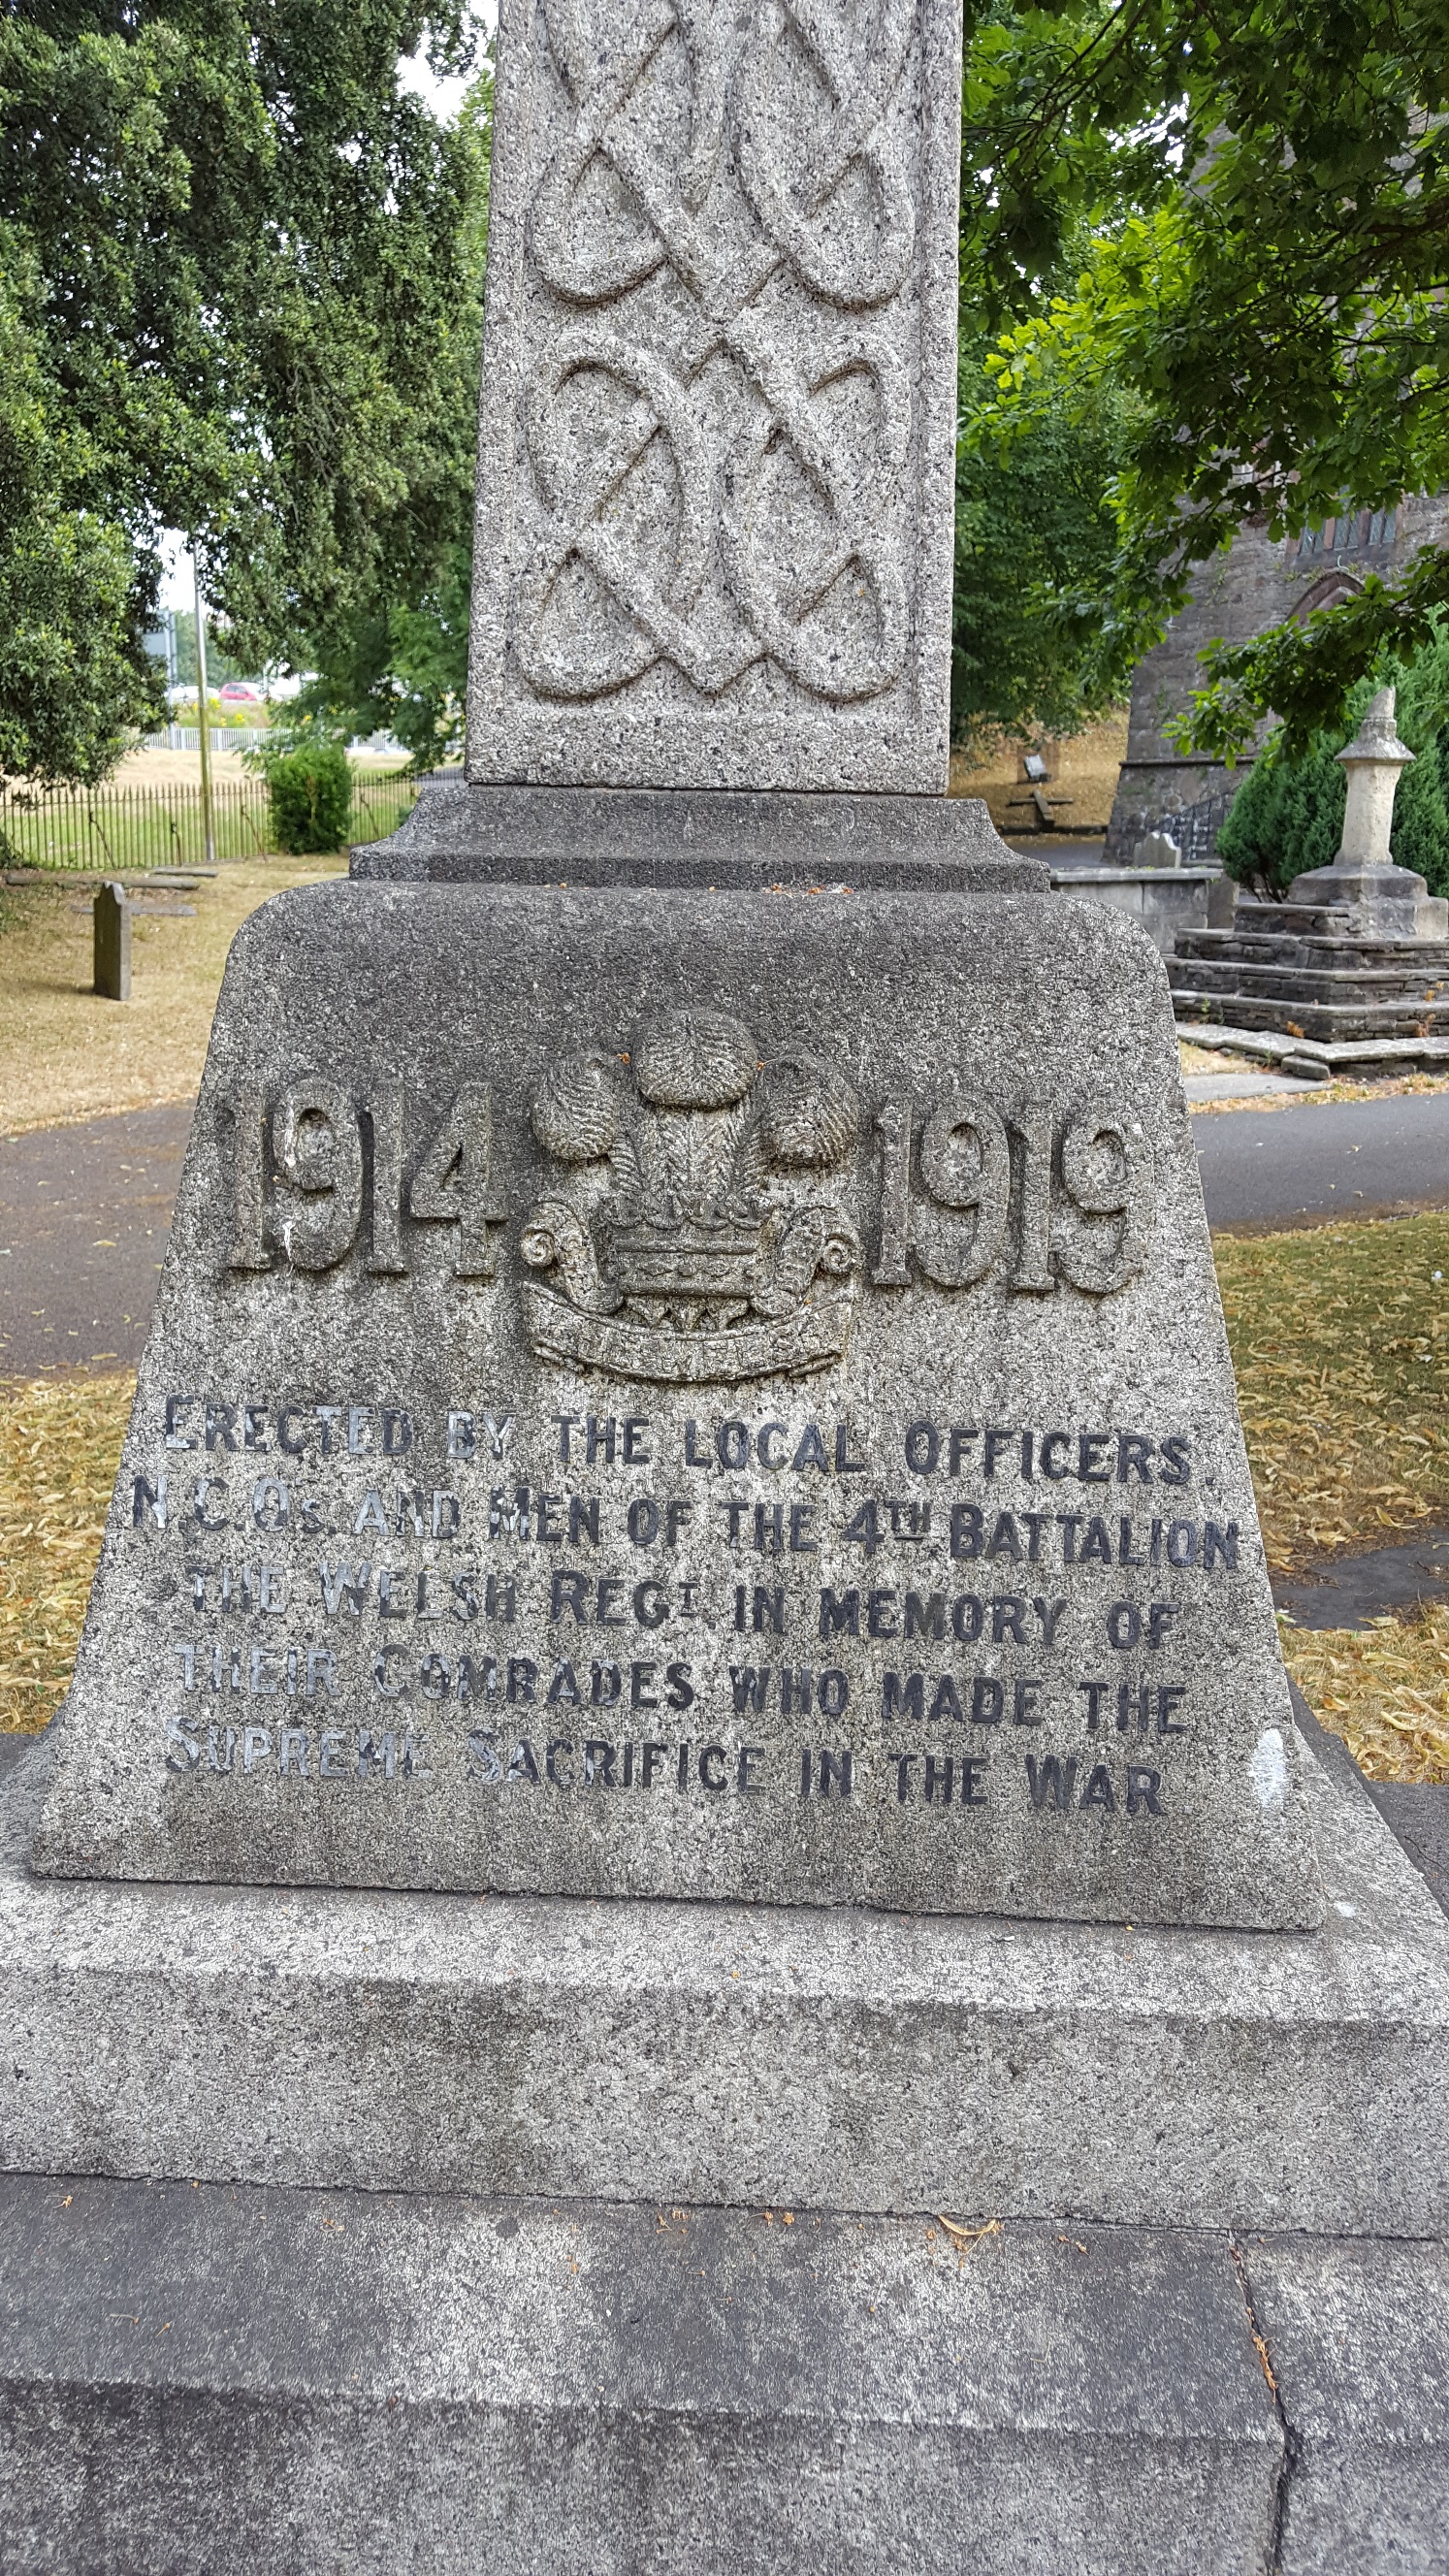 1914 1919
ERECTED BY THE LOCAL OFFICERS.
N.C.Os. AND MEN OF THE 4TH BATTALION
THE WELSH REGT. IN MEMORY OF
THEIR COMRADES WHO MADE THE
SUPREME SACRIFICE IN THE WAR